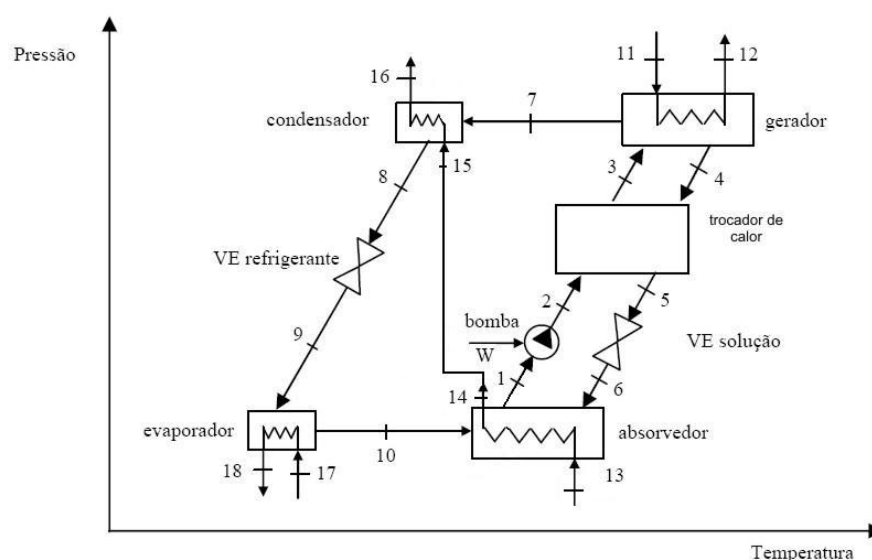 Pressão
16
11
12
7
condensador
gerador
15
8
3
4
trocador de
calor
VE refrigerante
2
5
bomba
9
VE solução
W
1
6
14
evaporador
absorvedor
10
18
17
13
Temperatura